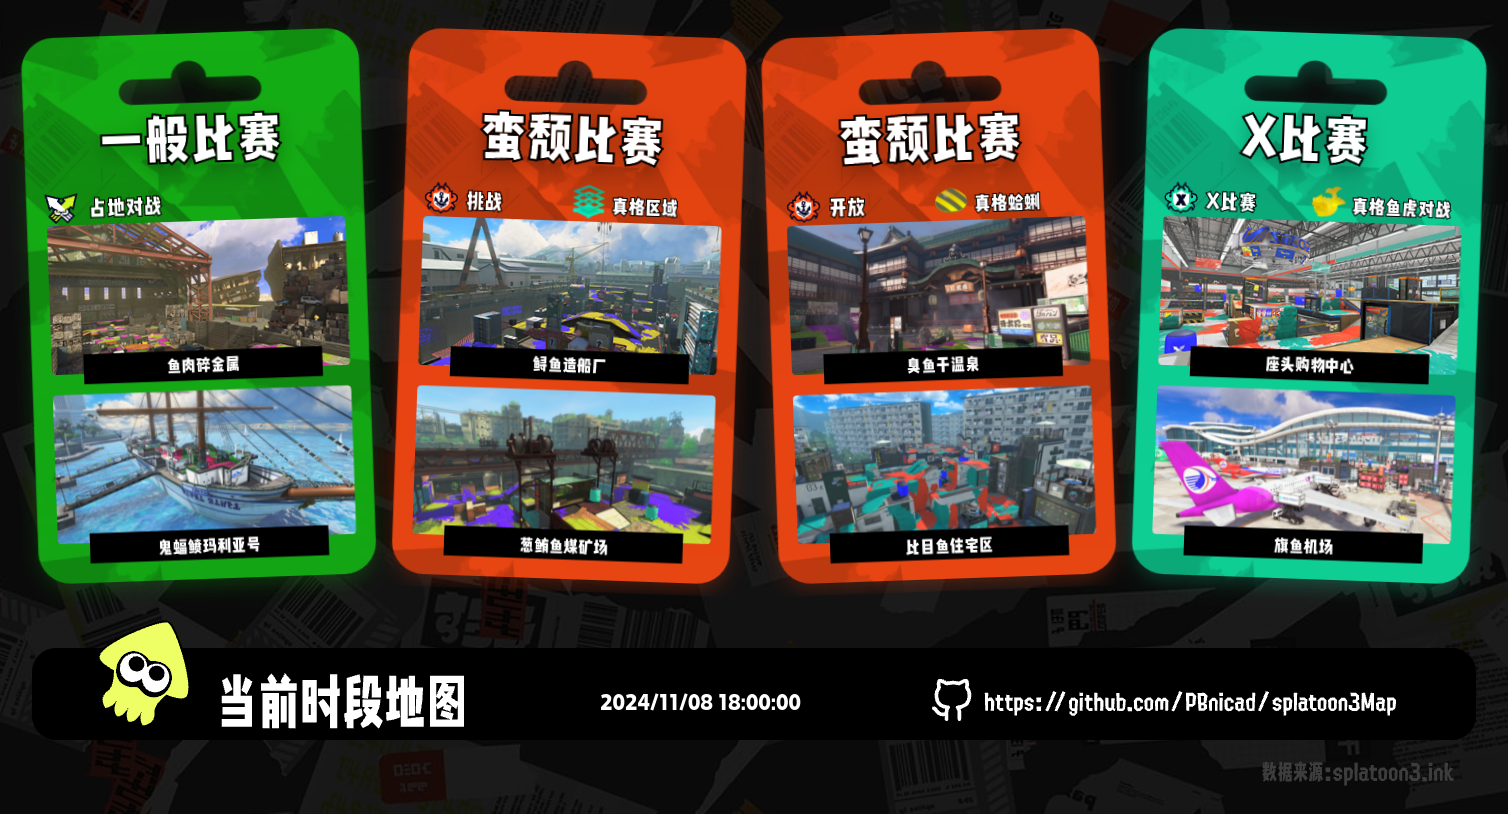 一般比赛
占地对战
鱼肉碎金属
鬼蝠鲼玛利亚号
蛮颓比赛
挑战
真格区域
鲟鱼造船厂
葱鲔鱼煤矿场
蛮颓比赛
开放
真格蛤蜊
臭鱼干温泉
比目鱼住宅区
X比赛
X比赛
真格鱼虎对战
座头购物中心
旗鱼机场
当前时段地图
2024/11/08 18:00:00
https://github.com/PBnicad/splatoon3Map
数据来源:splatoon3.ink